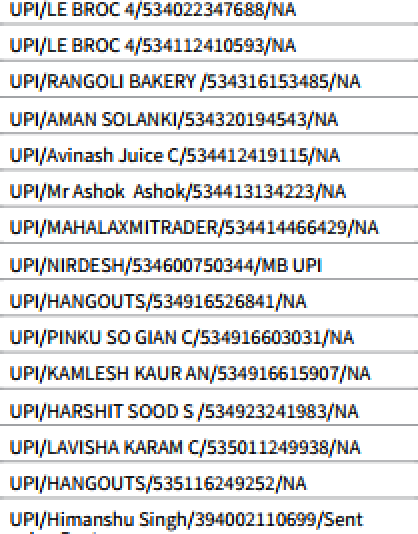 UPI/LE BROC 4/534022347688/NA
UPI/LE BROC 4/534112410593/NA
UPI/RANGOLI BAKERY /534316153485/NA
UPI/AMAN SOLANKI/534320194543/NA
UPI/Avinash Juice C/534412419115/NA
UPI/Mr Ashok  Ashok/534413134223/NA
UPI/MAHALAXMITRADER/534414466429/NA
UPI/NIRDESH/534600750344/MB UPI
UPI/HANGOUTS/534916526841/NA
UPI/PINKU SO GIAN C/534916603031/NA
UPI/KAMLESH KAUR AN/534916615907/NA
UPI/HARSHIT SOOD S /534923241983/NA
UPI/LAVISHA KARAM C/535011249938/NA
UPI/HANGOUTS/535116249252/NA
UPI/Himanshu Singh/394002110699/Sent